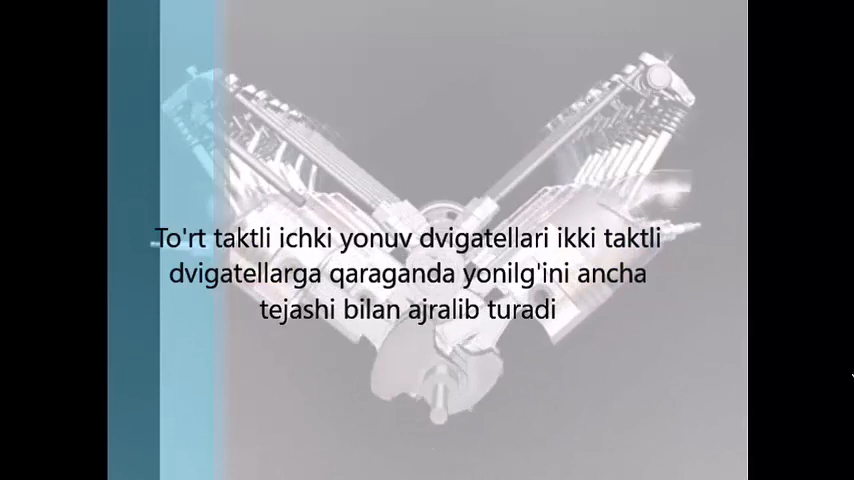 To'rt taktli ichki yonuv dvigatellari ikki taktli
dvigatellarga qaraganda yonilg'ini ancha
tejashi bilan ajralib turadi